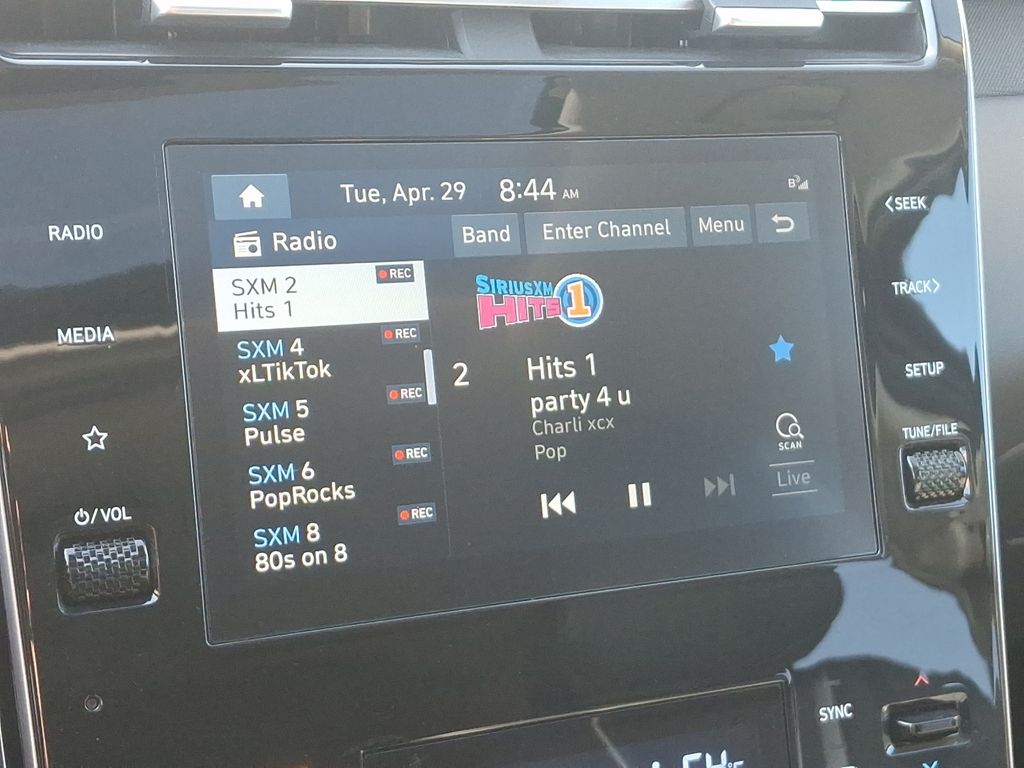 Tue, Apr. 29 8:44 AM
B
Radio
Band
Enter Channel
Menu
SXM 2 REC
Hits 1
SXM 4 REC
xLTikTok
SXM 5 REC
Pulse
SXM 6 REC
PopRocks
SXM 8 REC
80s on 8
SIRIUSXM
HITS 1
2
Hits 1
party 4 u
Charli xcx
Pop
SCAN
Live
RADIO
MEDIA
/VOL
<SEEK
TRACK>
SETUP
TUNE/FILE
SYNC